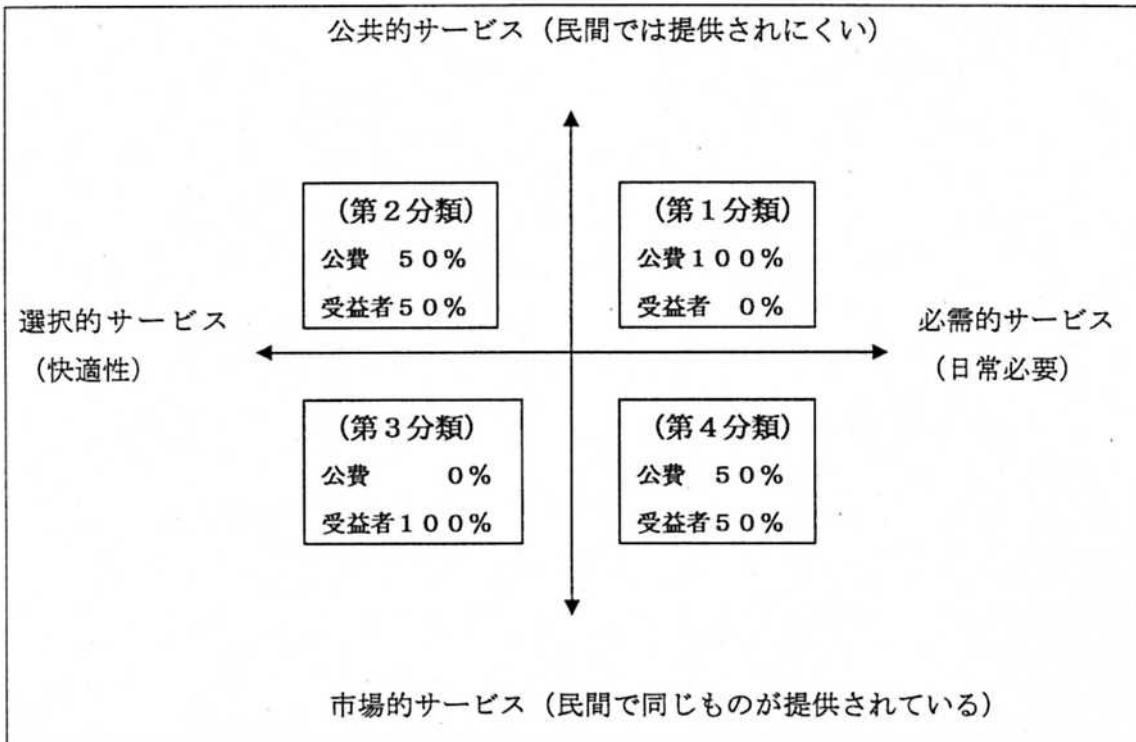 公共的サービス（民間では提供されにくい）
（第２分類）
公費　５０％
受益者５０％
（第１分類）
公費１００％
受益者　０％
選択的サービス
（快適性）
必需的サービス
（日常必要）
（第３分類）
公費　　０％
受益者１００％
（第４分類）
公費　５０％
受益者５０％
市場的サービス（民間で同じものが提供されている）